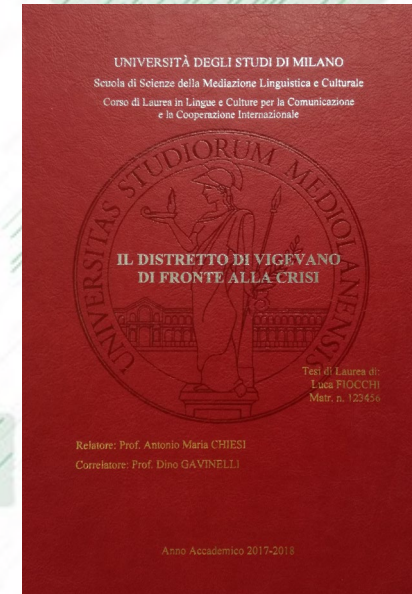 UNIVERSITÀ DEGLI STUDI DI MILANO
Scuola di Scienze della Mediazione Linguistica e Culturale
Corso di Laurea in Lingue e Culture per la Comunicazione
e la Cooperazione Internazionale
UNIVERSITAS STUDIORUM MEDIOLANENSIS
IL DISTRETTO DI VIGEVANO
DI FRONTE ALLA CRISI
Tesi di Laurea di:
Luca FIOCCHI
Matr. n. 123456
Relatore: Prof. Antonio Maria CHIESI
Correlatore: Prof. Dino GAVINELLI
Anno Accademico 2017-2018